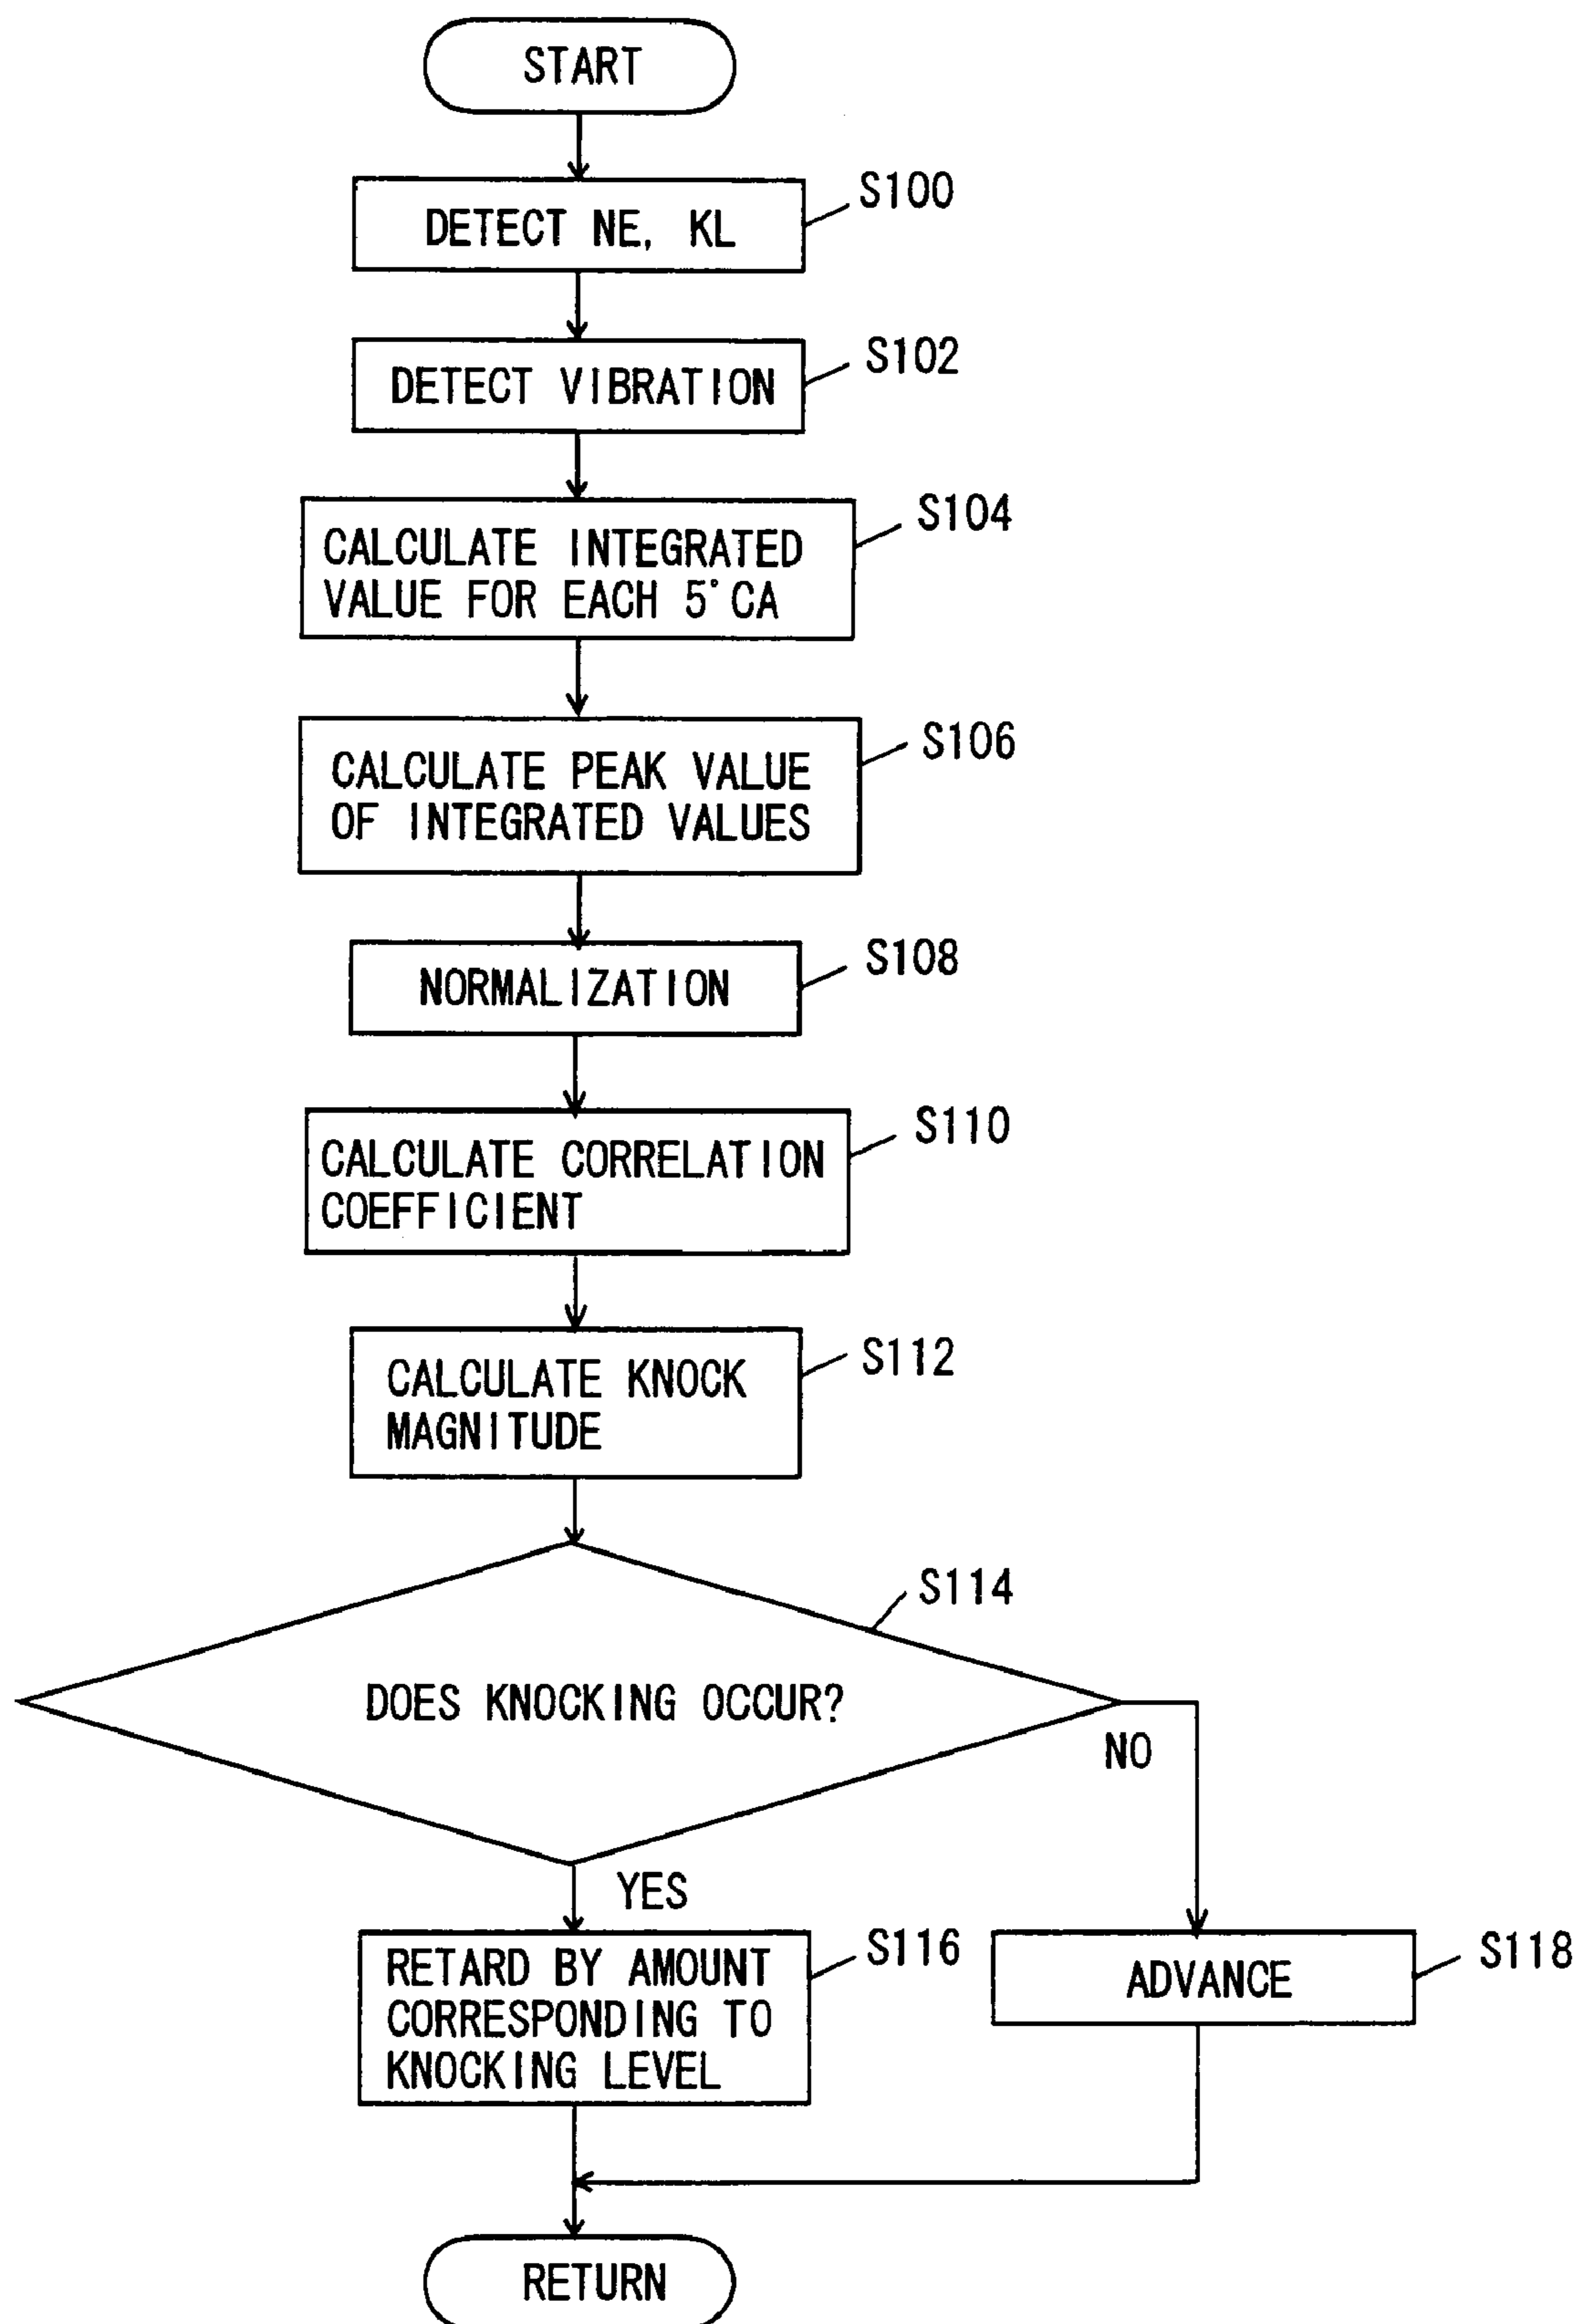 START
DETECT NE, KL
S100
DETECT VIBRATION
S102
CALCULATE INTEGRATED
VALUE FOR EACH 5°CA
S104
CALCULATE PEAK VALUE
OF INTEGRATED VALUES
S106
NORMALIZATION
S108
CALCULATE CORRELATION
COEFFICIENT
S110
CALCULATE KNOCK
MAGNITUDE
S112
S114
DOES KNOCKING OCCUR?
NO
YES
RETARD BY AMOUNT
CORRESPONDING TO
KNOCKING LEVEL
S116
ADVANCE
S118
RETURN